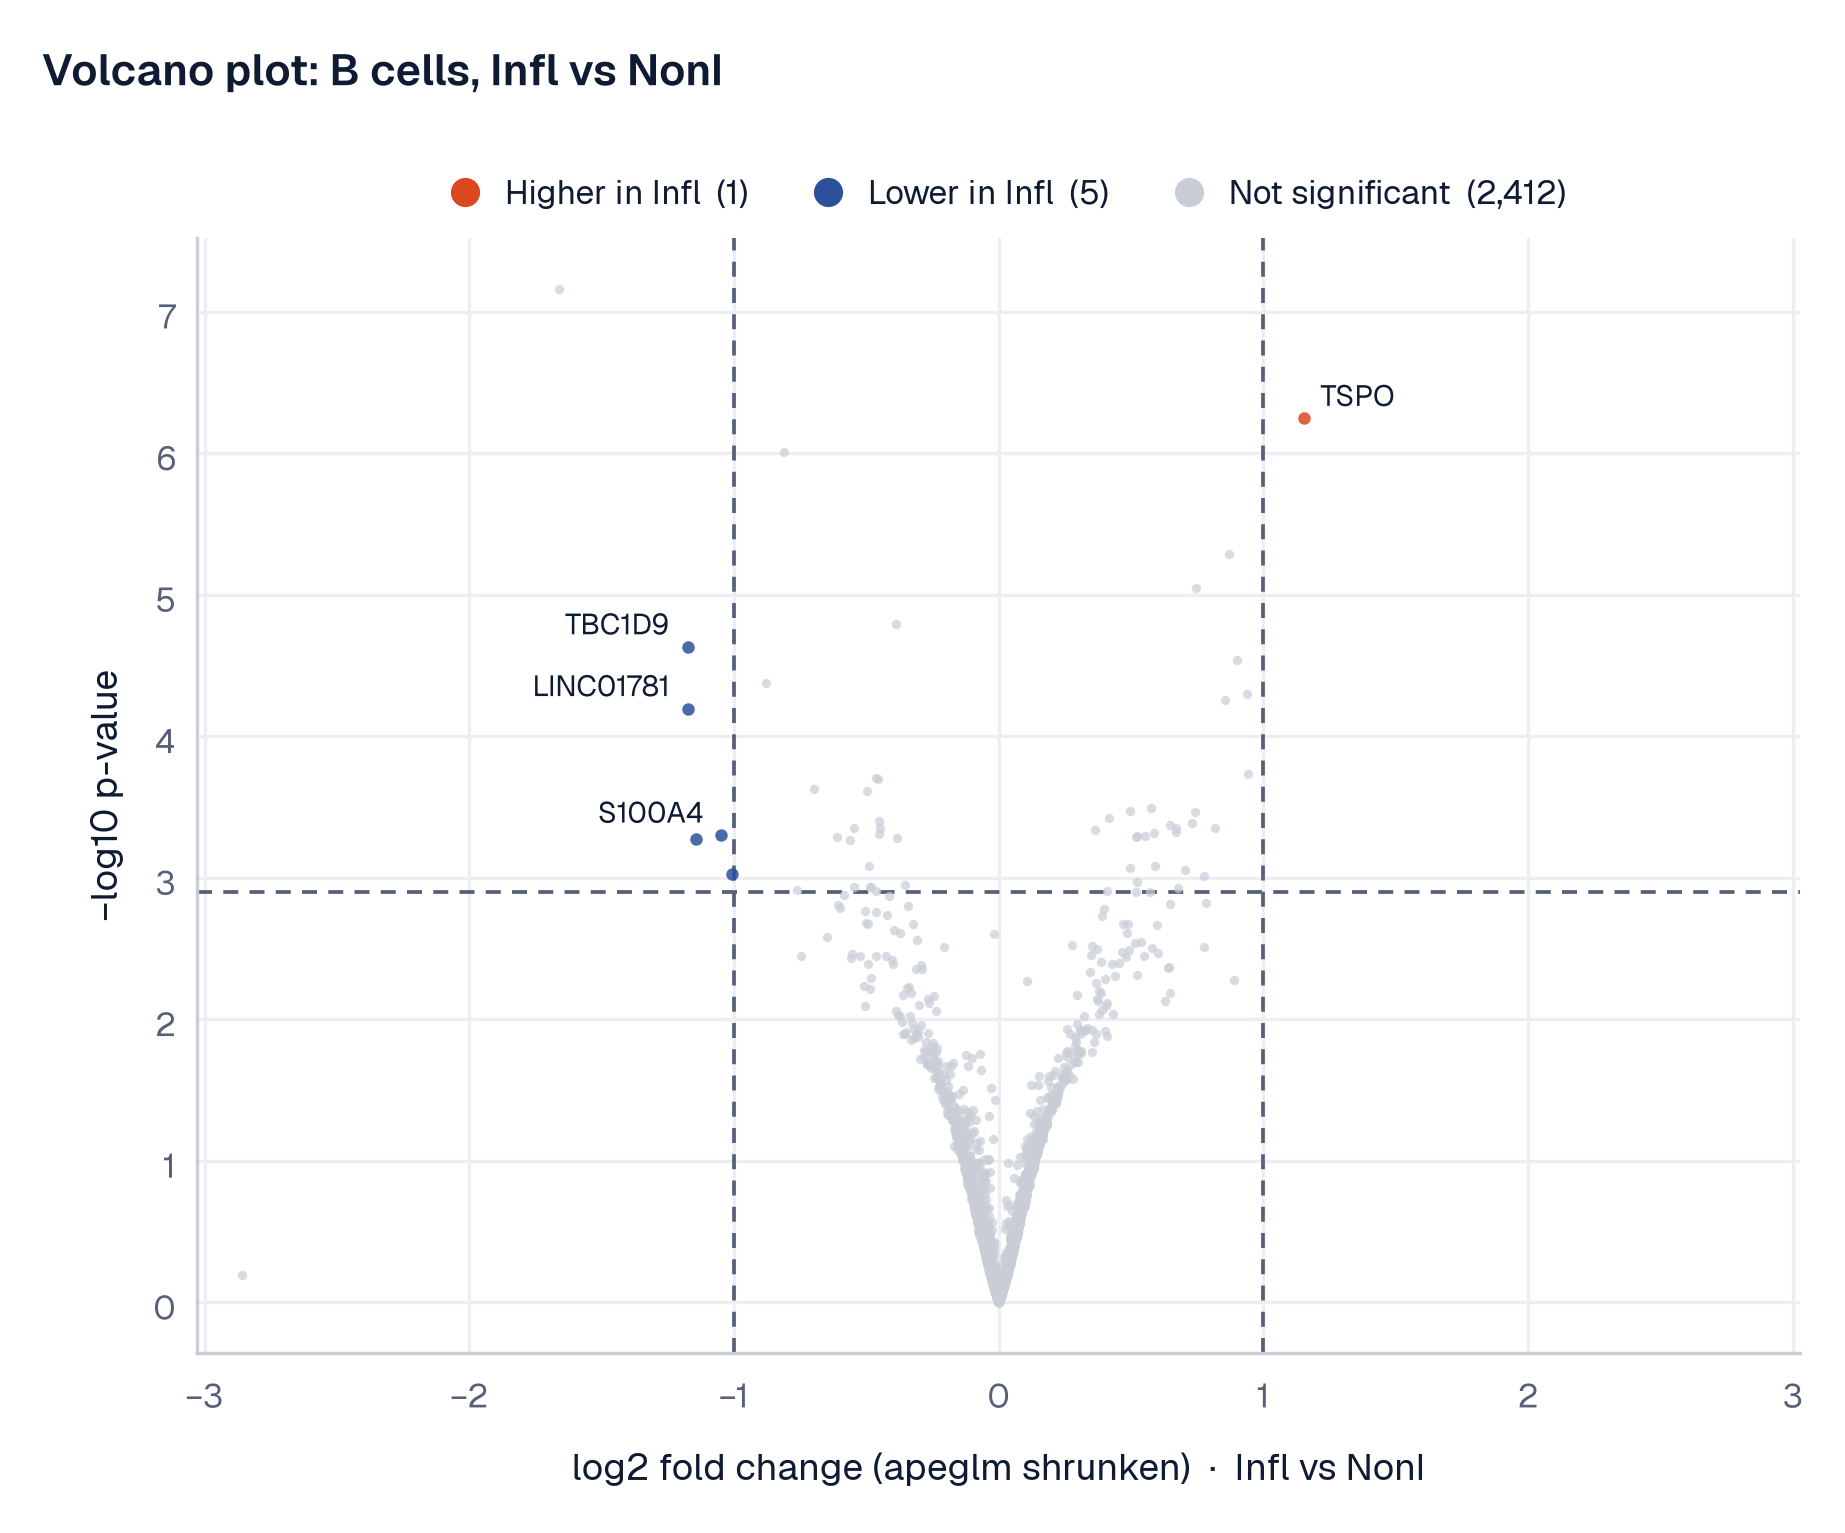 Volcano plot: B cells, Infl vs NonI
Higher in Infl (1)
Lower in Infl (5)
Not significant (2,412)
7
6
5
4
3
2
1
0
−log10 p-value
TSPO
TBC1D9
LINC01781
S100A4
−3
−2
−1
0
1
2
3
log2 fold change (apeglm shrunken) · Infl vs NonI